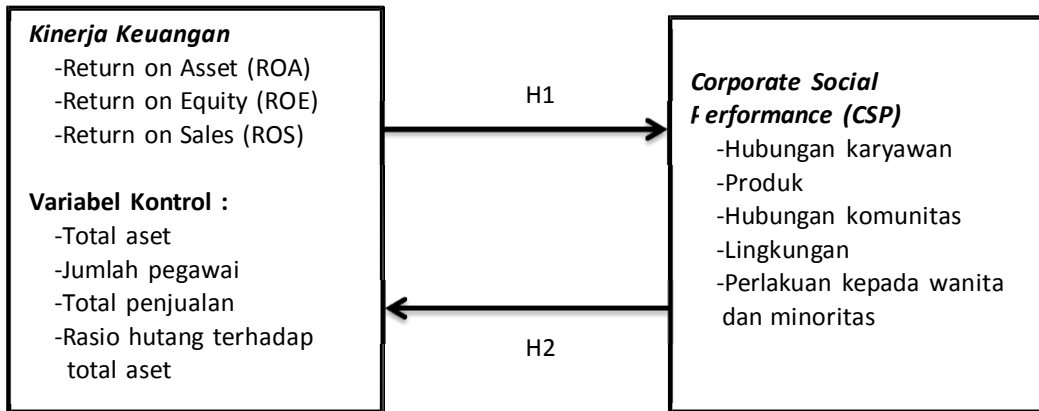 Kinerja Keuangan
-Return on Asset (ROA)
-Return on Equity (ROE)
-Return on Sales (ROS)
Variabel Kontrol :
-Total aset
-Jumlah pegawai
-Total penjualan
-Rasio hutang terhadap
total aset
H1
H2
Corporate Social
Performance (CSP)
-Hubungan karyawan
-Produk
-Hubungan komunitas
-Lingkungan
-Perlakuan kepada wanita
dan minoritas